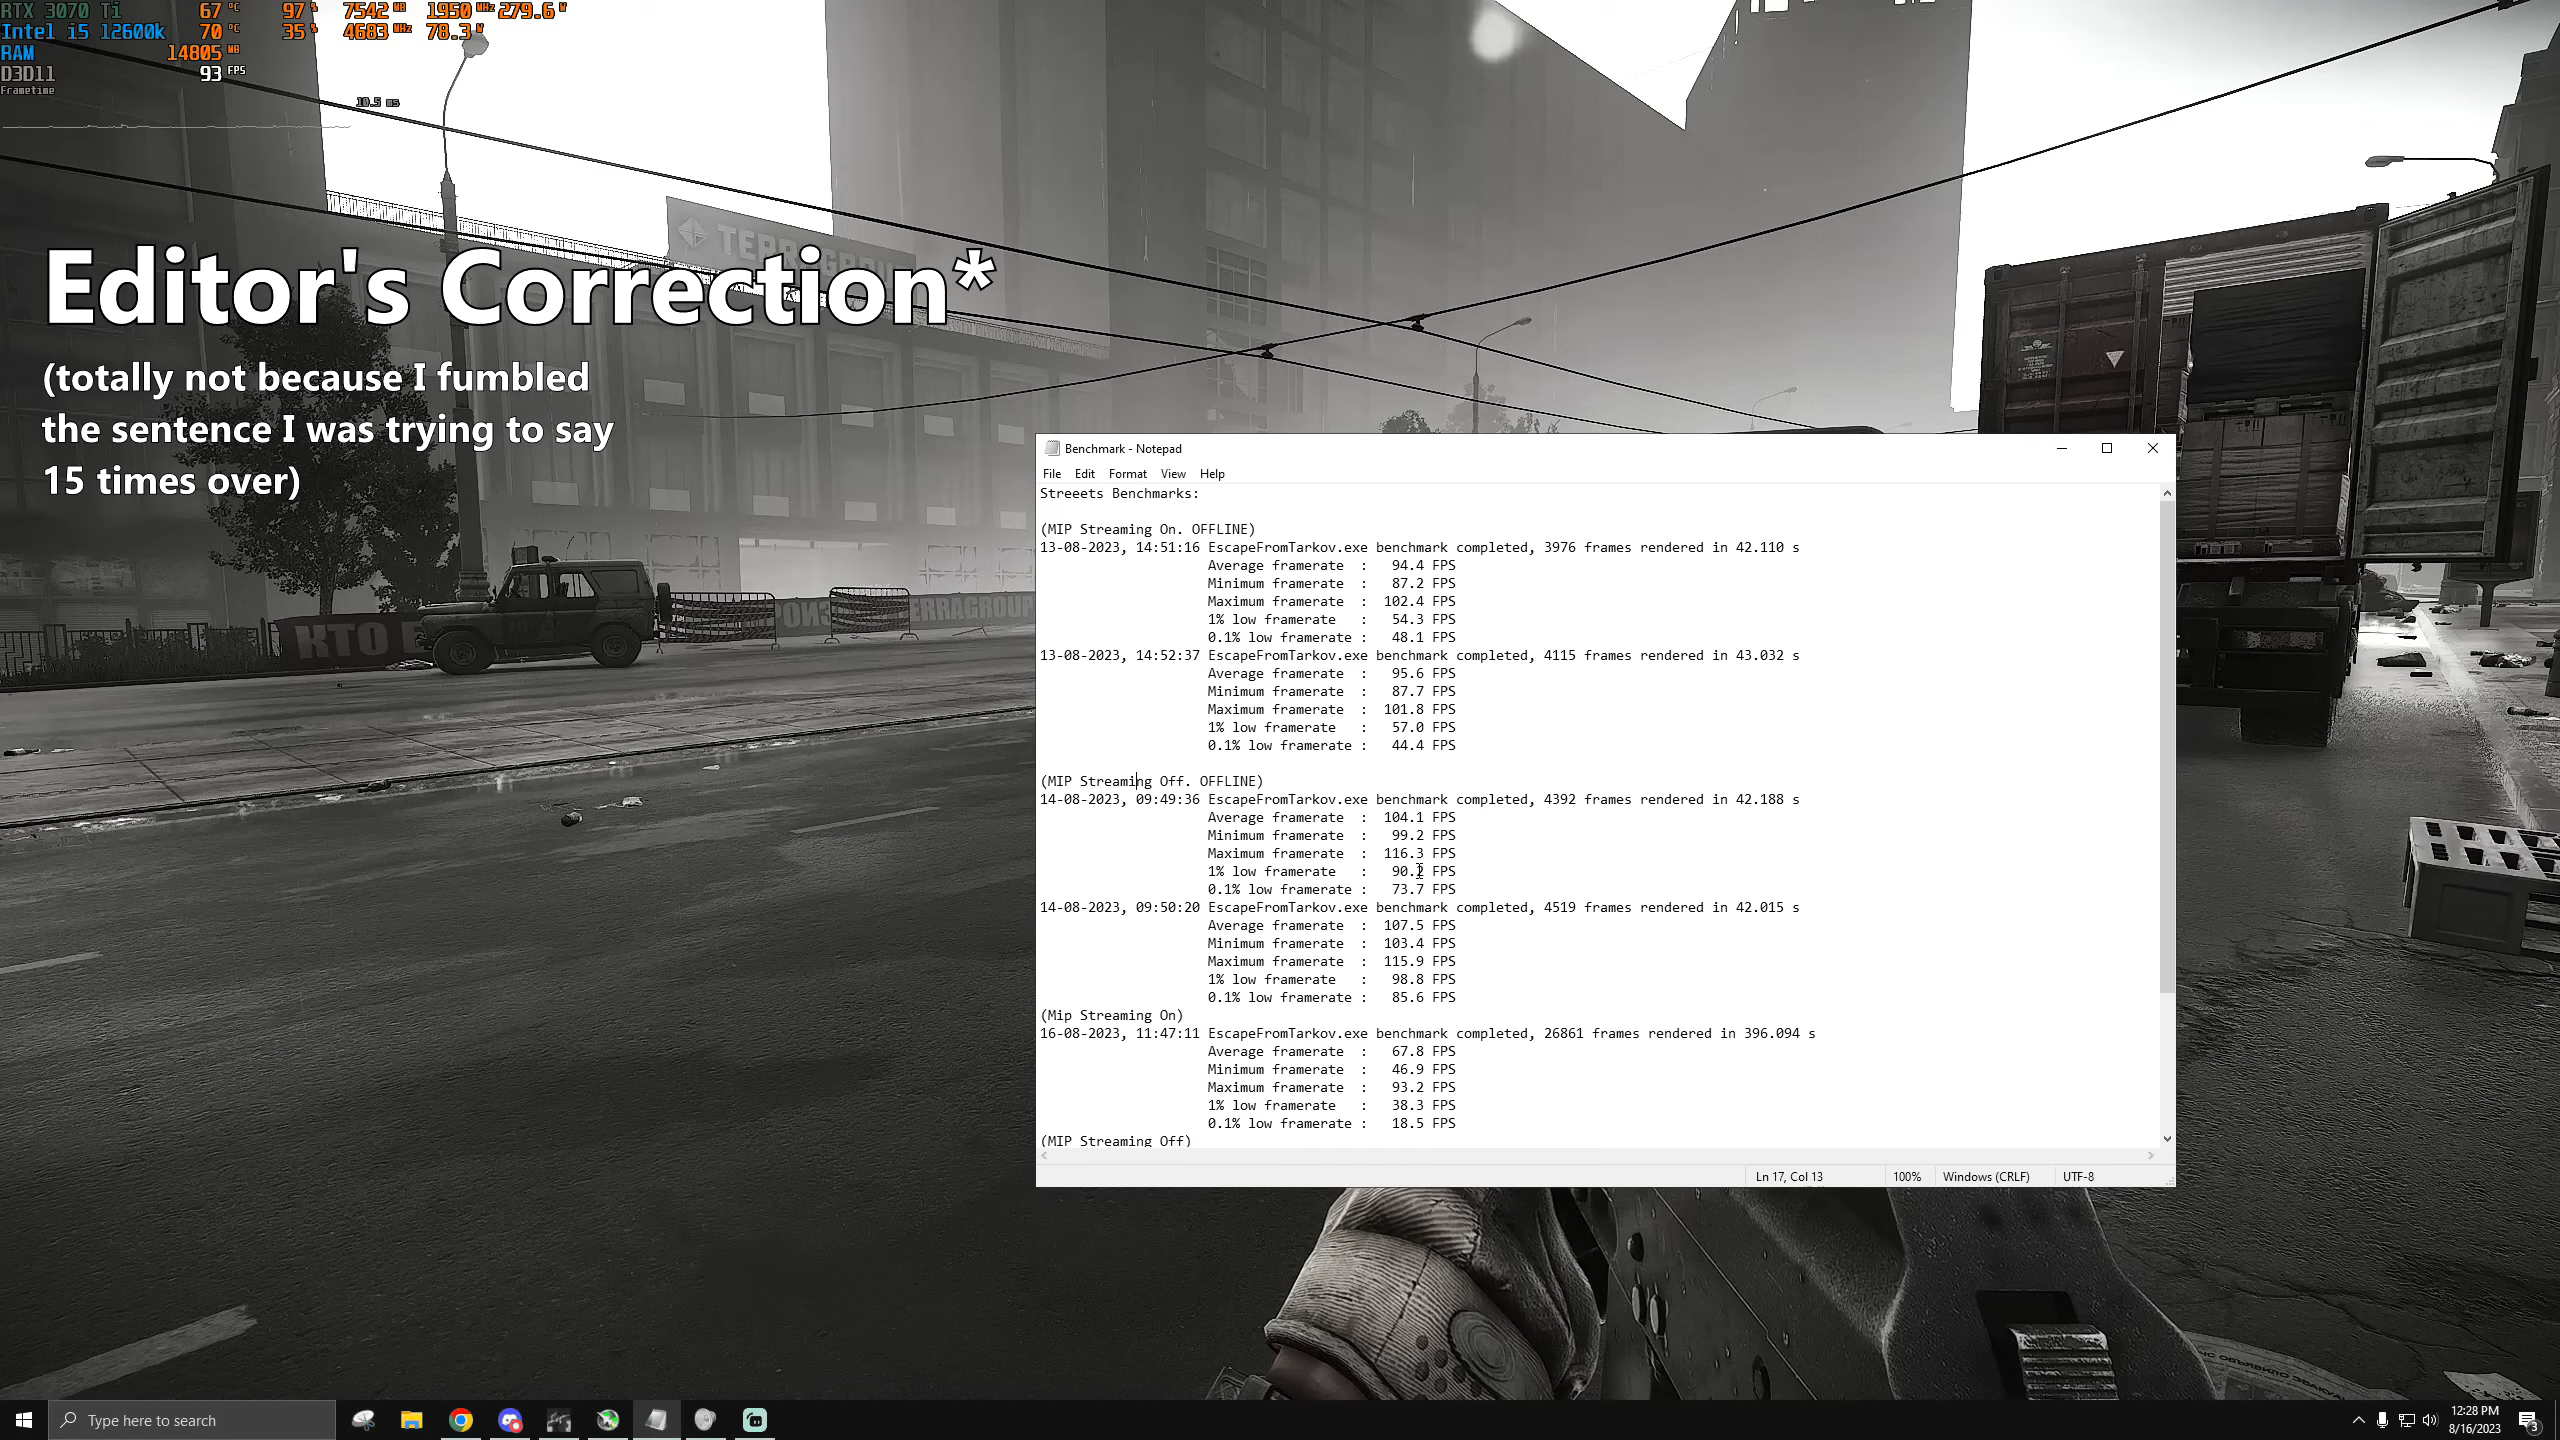 RTX 3070 Ti 67 °C 97 % 7542 MB 1950 MHz 279.6 W
Intel i5 12600k 70 °C 35 % 4683 MHz 78.3 W
RAM 14805 MB
D3D11 93 FPS
Frametime
10.5 ms
TERRAGROUP
Editor's Correction*
(totally not because I fumbled
the sentence I was trying to say
15 times over)
KTO
TERRAGROUP
Benchmark - Notepad
File Edit Format View Help
Streeets Benchmarks:
(MIP Streaming On. OFFLINE)
13-08-2023, 14:51:16 EscapeFromTarkov.exe benchmark completed, 3976 frames rendered in 42.110 s
Average framerate : 94.4 FPS
Minimum framerate : 87.2 FPS
Maximum framerate : 102.4 FPS
1% low framerate : 54.3 FPS
0.1% low framerate : 48.1 FPS
13-08-2023, 14:52:37 EscapeFromTarkov.exe benchmark completed, 4115 frames rendered in 43.032 s
Average framerate : 95.6 FPS
Minimum framerate : 87.7 FPS
Maximum framerate : 101.8 FPS
1% low framerate : 57.0 FPS
0.1% low framerate : 44.4 FPS
(MIP Streaming Off. OFFLINE)
14-08-2023, 09:49:36 EscapeFromTarkov.exe benchmark completed, 4392 frames rendered in 42.188 s
Average framerate : 104.1 FPS
Minimum framerate : 99.2 FPS
Maximum framerate : 116.3 FPS
1% low framerate : 90.2 FPS
0.1% low framerate : 73.7 FPS
14-08-2023, 09:50:20 EscapeFromTarkov.exe benchmark completed, 4519 frames rendered in 42.015 s
Average framerate : 107.5 FPS
Minimum framerate : 103.4 FPS
Maximum framerate : 115.9 FPS
1% low framerate : 98.8 FPS
0.1% low framerate : 85.6 FPS
(Mip Streaming On)
16-08-2023, 11:47:11 EscapeFromTarkov.exe benchmark completed, 26861 frames rendered in 396.094 s
Average framerate : 67.8 FPS
Minimum framerate : 46.9 FPS
Maximum framerate : 93.2 FPS
1% low framerate : 38.3 FPS
0.1% low framerate : 18.5 FPS
(MIP Streaming Off)
Ln 17, Col 13 100% Windows (CRLF) UTF-8
Type here to search
12:28 PM
8/16/2023
3